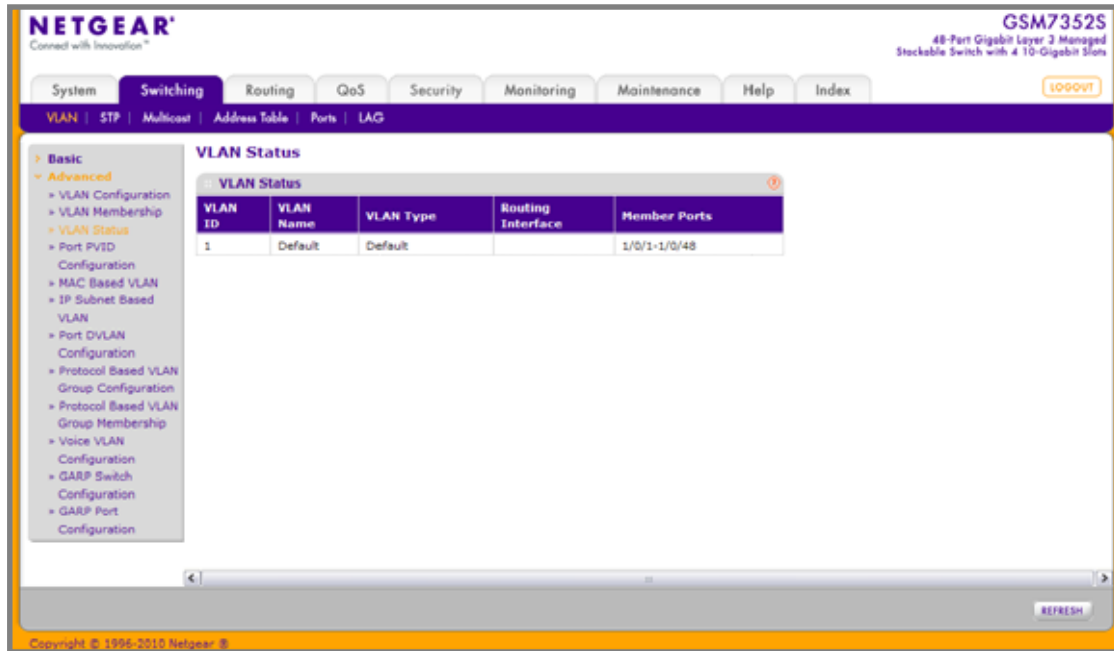 NETGEAR®
Connect with Innovation™
GSM7352S
48-Port Gigabit Layer 3 Managed
Stackable Switch with 4 10-Gigabit Slots
System
Switching
Routing
QoS
Security
Monitoring
Maintenance
Help
Index
LOGOUT
VLAN | STP | Multicast | Address Table | Ports | LAG
Basic
Advanced
» VLAN Configuration
» VLAN Membership
» VLAN Status
» Port PVID
Configuration
» MAC Based VLAN
» IP Subnet Based
VLAN
» Port DVLAN
Configuration
» Protocol Based VLAN
Group Configuration
» Protocol Based VLAN
Group Membership
» Voice VLAN
Configuration
» GARP Switch
Configuration
» GARP Port
Configuration
VLAN Status
VLAN Status
VLAN ID | VLAN Name | VLAN Type | Routing Interface | Member Ports
1 | Default | Default | | 1/0/1-1/0/48
REFRESH
Copyright © 1996-2010 Netgear ®